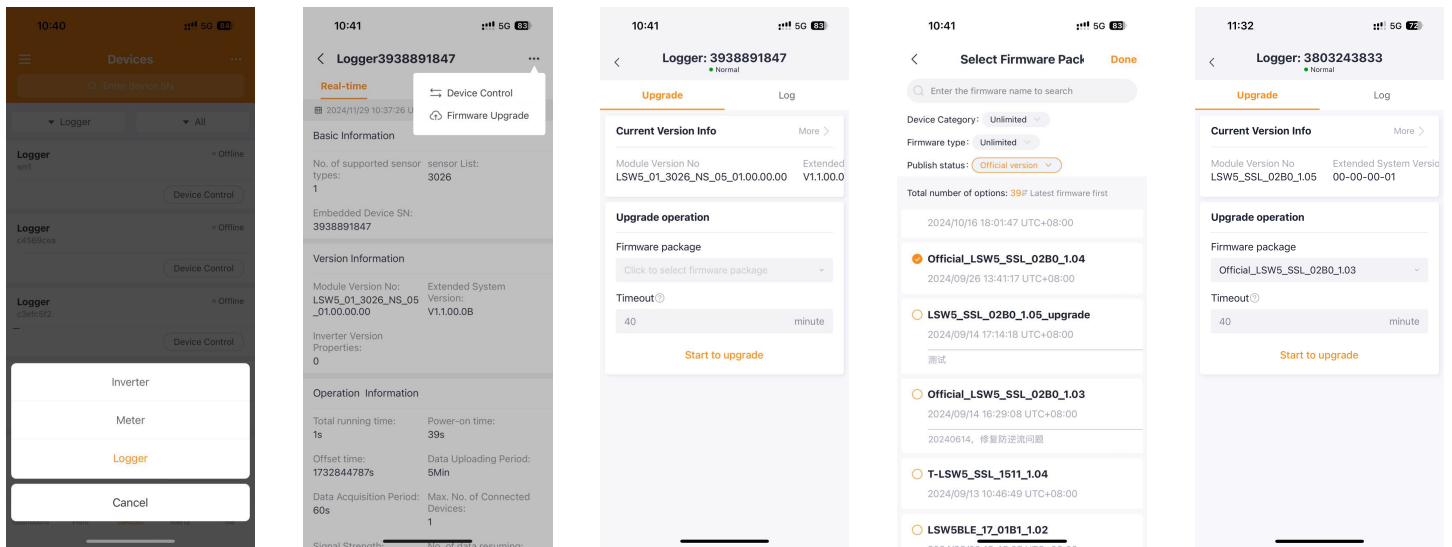 10:40
5G 84
Devices
Enter device SN
Logger
All
Logger
Offline
wn1
Device Control
Logger
Offline
c4569cea
Device Control
Logger
Offline
c3efc5f2
Device Control
Inverter
Meter
Logger
Cancel
10:41
5G 83
Logger3938891847
Real-time
Device Control
Firmware Upgrade
2024/11/29 10:37:26 U
Basic Information
No. of supported sensor types:
1
sensor List:
3026
Embedded Device SN:
3938891847
Version Information
Module Version No:
LSW5_01_3026_NS_05
_01.00.00.00
Extended System
Version:
V1.1.00.0B
Inverter Version
Properties:
0
Operation Information
Total running time:
1s
Power-on time:
39s
Offset time:
1732844787s
Data Uploading Period:
5Min
Data Acquisition Period:
60s
Max. No. of Connected
Devices:
1
Signal Strength:
No. of data resuming:
10:41
5G 83
Logger: 3938891847
Normal
Upgrade
Log
Current Version Info
More
Module Version No
LSW5_01_3026_NS_05_01.00.00.00
Extended
V1.1.00.0
Upgrade operation
Firmware package
Click to select firmware package
Timeout
40
minute
Start to upgrade
10:41
5G 83
Select Firmware Pack
Done
Enter the firmware name to search
Device Category:
Unlimited
Firmware type:
Unlimited
Publish status:
Official version
Total number of options: 39
Latest firmware first
2024/10/16 18:01:47 UTC+08:00
Official_LSW5_SSL_02B0_1.04
2024/09/26 13:41:17 UTC+08:00
LSW5_SSL_02B0_1.05_upgrade
2024/09/14 17:14:18 UTC+08:00
测试
Official_LSW5_SSL_02B0_1.03
2024/09/14 16:29:08 UTC+08:00
20240614，修复防逆流问题
T-LSW5_SSL_1511_1.04
2024/09/13 10:46:49 UTC+08:00
LSW5BLE_17_01B1_1.02
11:32
5G 72
Logger: 3803243833
Normal
Upgrade
Log
Current Version Info
More
Module Version No
LSW5_SSL_02B0_1.05
Extended System Versio
00-00-00-01
Upgrade operation
Firmware package
Official_LSW5_SSL_02B0_1.03
Timeout
40
minute
Start to upgrade